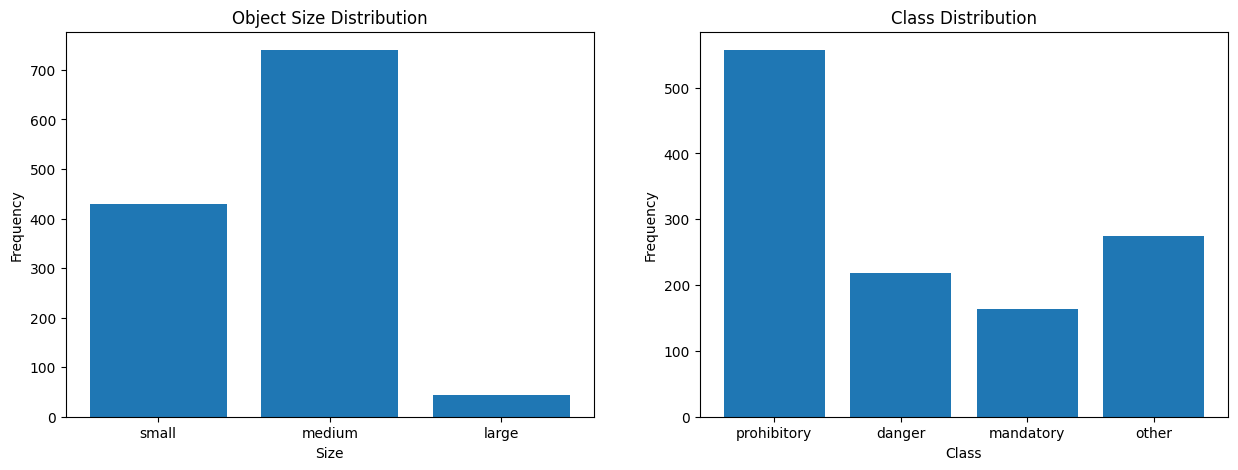 Object Size Distribution
700
600
500
400
300
200
100
0
Frequency
small medium large
Size
Class Distribution
500
400
300
200
100
0
Frequency
prohibitory danger mandatory other
Class